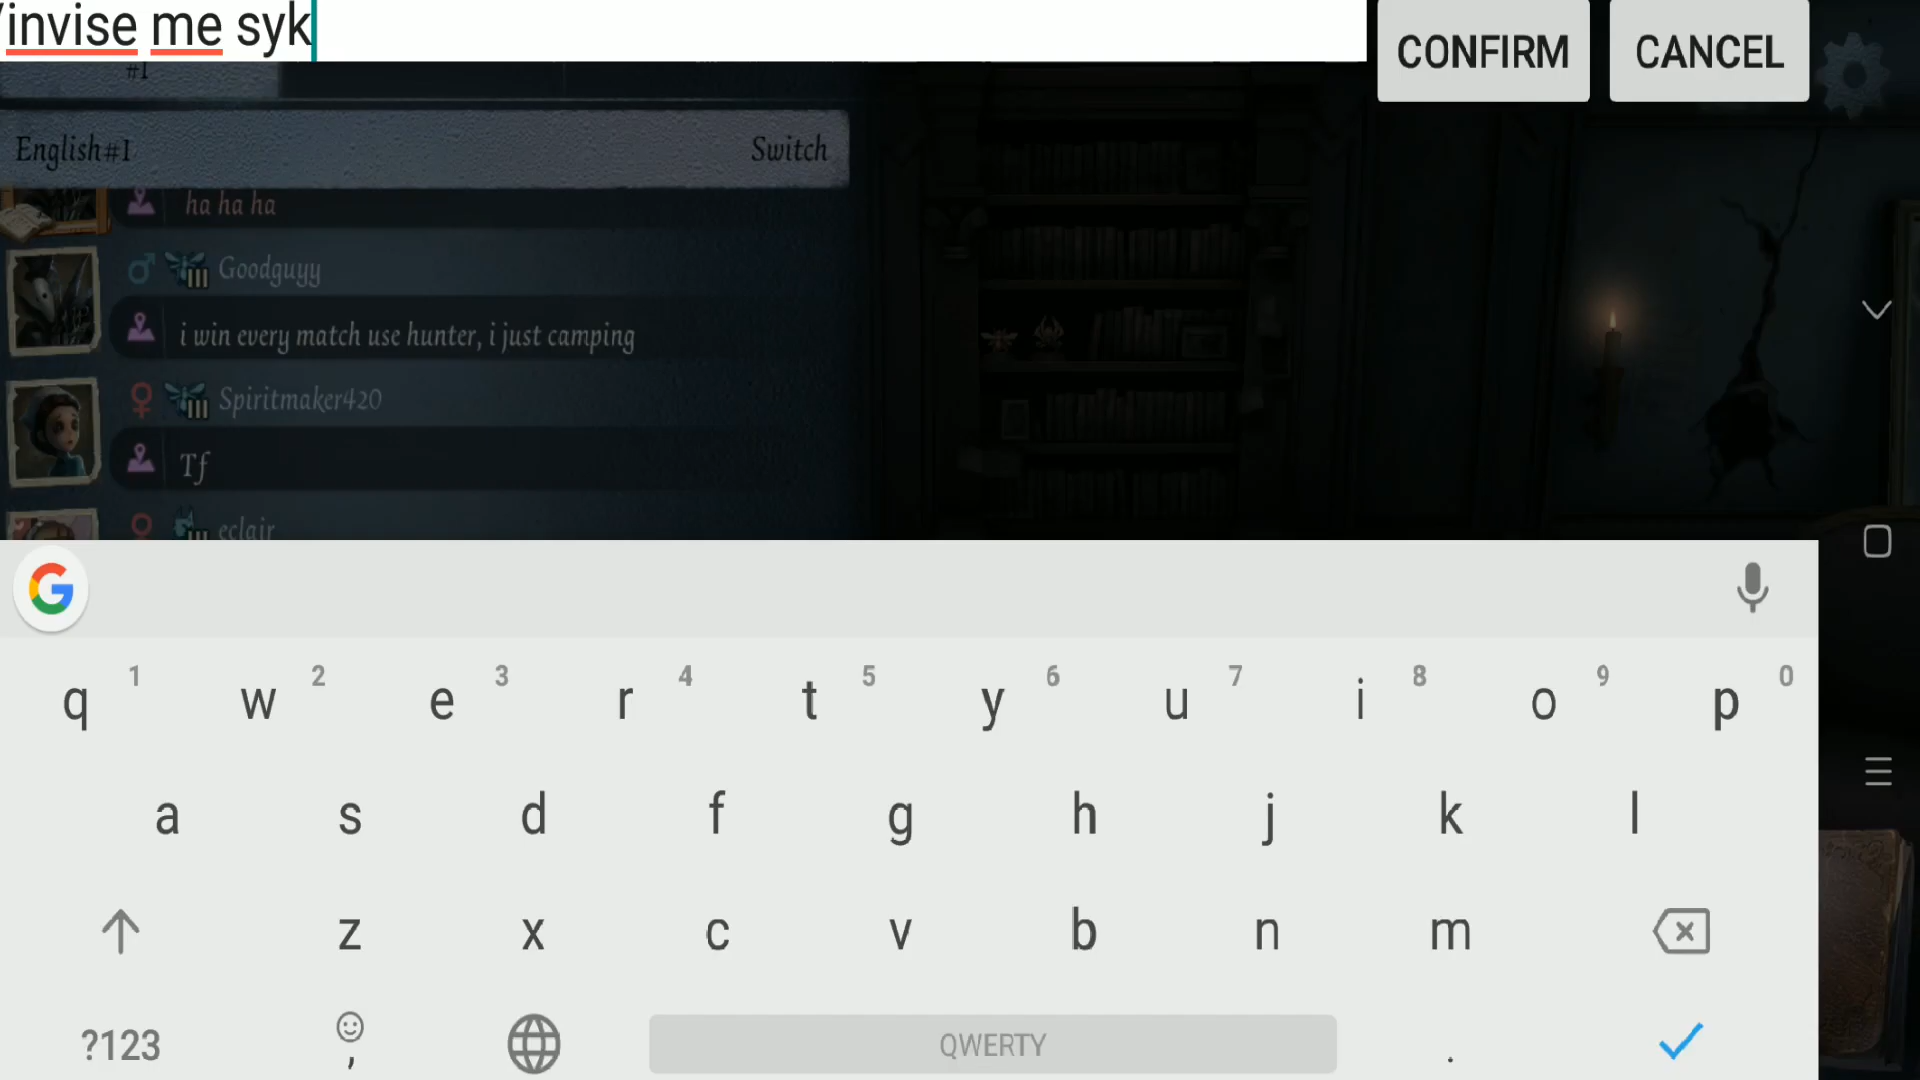 /invise me syk
CONFIRM
CANCEL
#1
English#1
Switch
ha ha ha
Goodguyy
i win every match use hunter, i just camping
Spiritmaker420
Tf
eclair
G
1 2 3 4 5 6 7 8 9 0
q w e r t y u i o p
a s d f g h j k l
z x c v b n m
?123 , QWERTY .